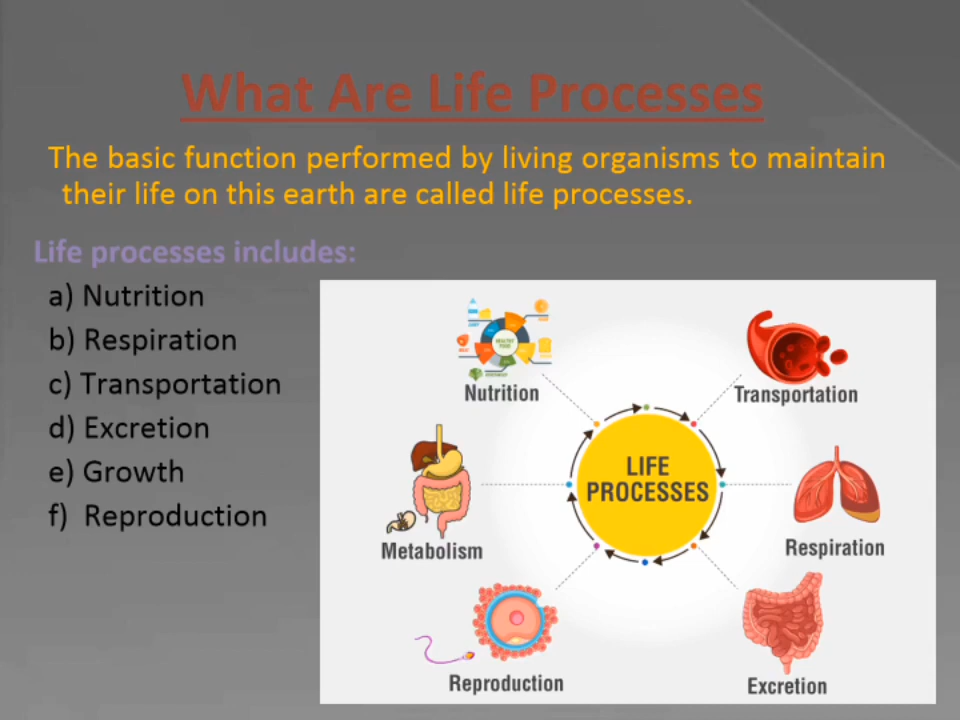 What Are Life Processes
The basic function performed by living organisms to maintain
their life on this earth are called life processes.
Life processes includes:
a) Nutrition
b) Respiration
c) Transportation
d) Excretion
e) Growth
f) Reproduction
HEALTHY
FOOD
Nutrition
Transportation
LIFE
PROCESSES
Metabolism
Respiration
Reproduction
Excretion